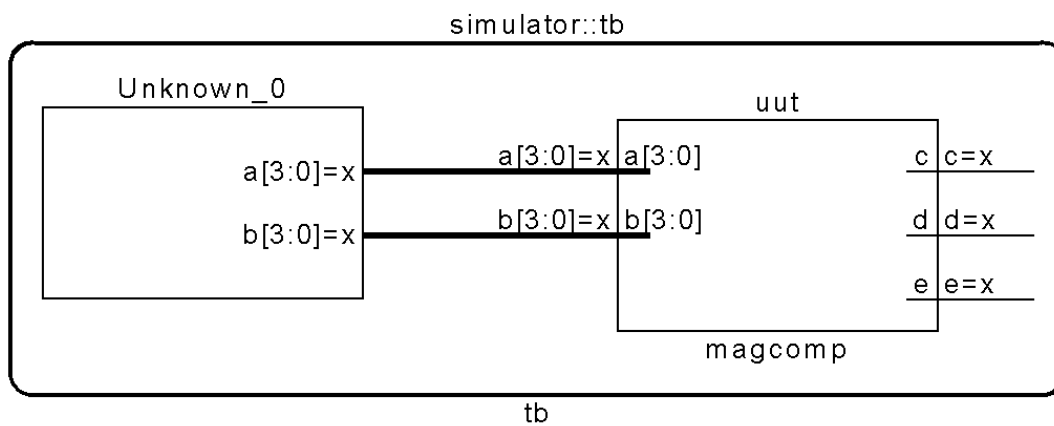 simulator::tb
Unknown_0
uut
a[3:0]=x a[3:0]=x a[3:0] c c=x
b[3:0]=x b[3:0]=x b[3:0] d d=x
e e=x
magcomp
tb